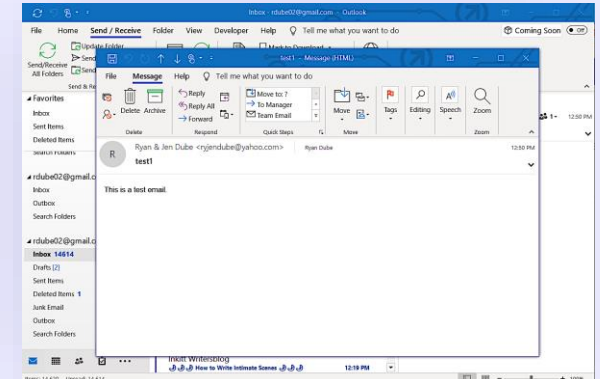 Inbox - rdube02@gmail.com - Outlook
File Home Send / Receive Folder View Developer Help Tell me what you want to do Coming Soon Off
Update Folder
Send/Receive
All Folders
Send & Re
test1 - Message (HTML)
File Message Help Tell me what you want to do
Delete Archive
Reply
Reply All
Forward
Move to: ?
To Manager
Team Email
Move
Tags
Editing
Speech
Zoom
Delete Respond Quick Steps Move Zoom
R
Ryan & Jen Dube <ryjendube@yahoo.com> Ryan Dube 12:50 PM
test1
This is a test email.
Favorites
Inbox
Sent Items
Deleted Items
Search Folders
rdube02@gmail.c
Inbox
Outbox
Search Folders
rdube02@gmail.c
Inbox 14614
Drafts [2]
Sent Items
Deleted Items 1
Junk Email
Outbox
Search Folders
1+ 12:50 PM
Inkitt Writersblog
How to Write Intimate Scenes 12:19 PM